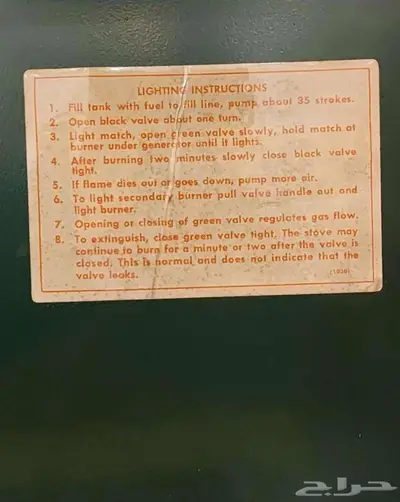 LIGHTING INSTRUCTIONS
1. Fill tank with fuel to fill line, pump about 35 strokes.
2. Open black valve about one turn.
3. Light match, open green valve slowly, hold match at
burner under generator until it lights.
4. After burning two minutes slowly close black valve
tight.
5. If flame dies out or goes down, pump more air.
6. To light secondary burner pull valve handle out and
light burner.
7. Opening or closing of green valve regulates gas flow.
8. To extinguish, close green valve tight. The stove may
continue to burn for a minute or two after the valve is
closed. This is normal and does not indicate that the
valve leaks.
حراج